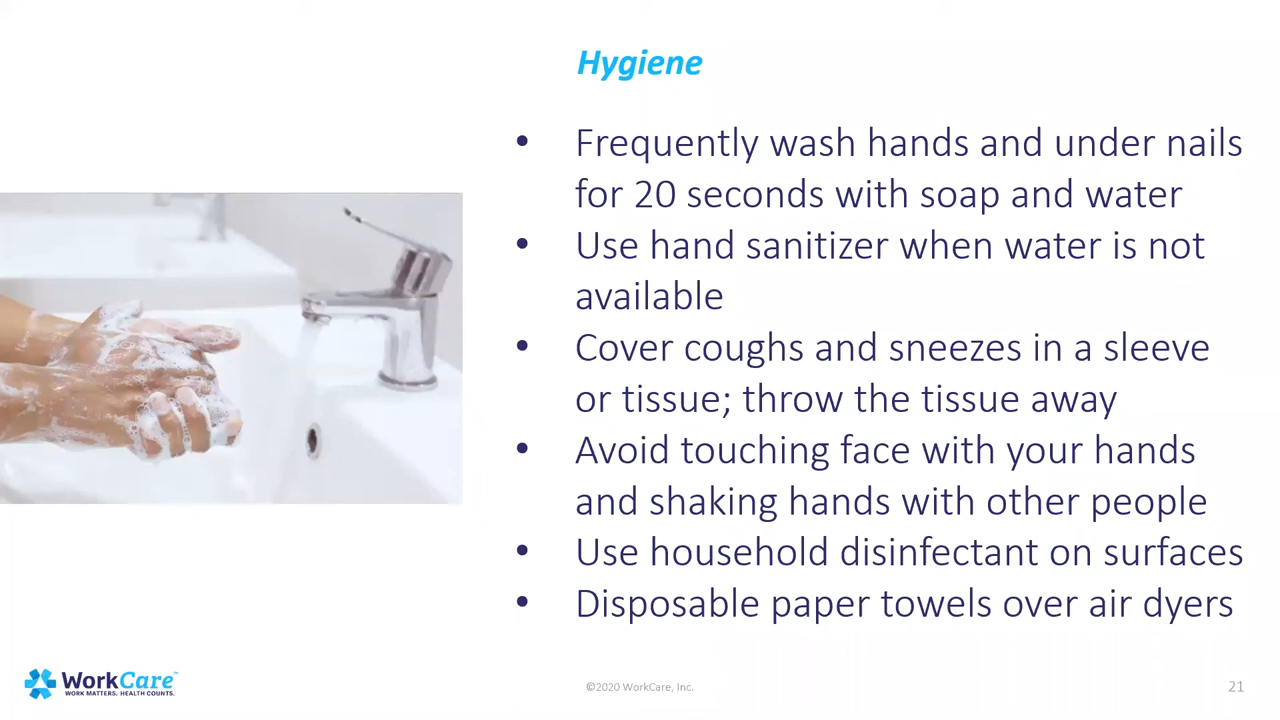 Hygiene
• Frequently wash hands and under nails
for 20 seconds with soap and water
• Use hand sanitizer when water is not
available
• Cover coughs and sneezes in a sleeve
or tissue; throw the tissue away
• Avoid touching face with your hands
and shaking hands with other people
• Use household disinfectant on surfaces
• Disposable paper towels over air dyers
WorkCare™
WORK MATTERS. HEALTH COUNTS.
©2020 WorkCare, Inc.
21